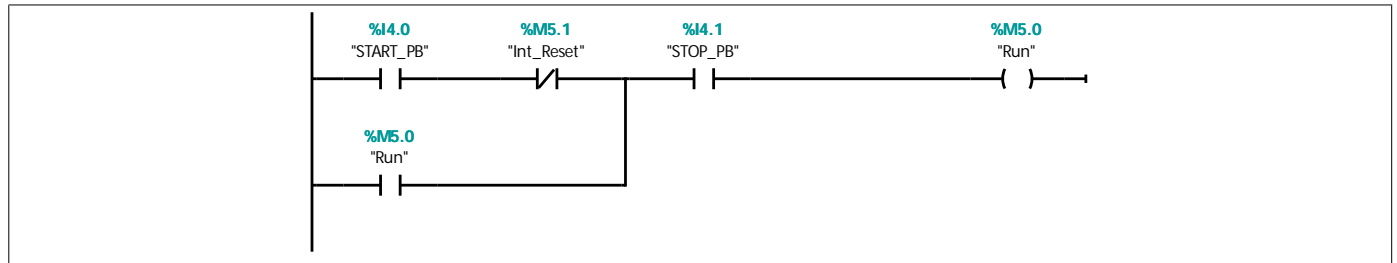 %I4.0 %M5.1 %I4.1 %M5.0
"START_PB" "Int_Reset" "STOP_PB" "Run"
%M5.0
"Run"